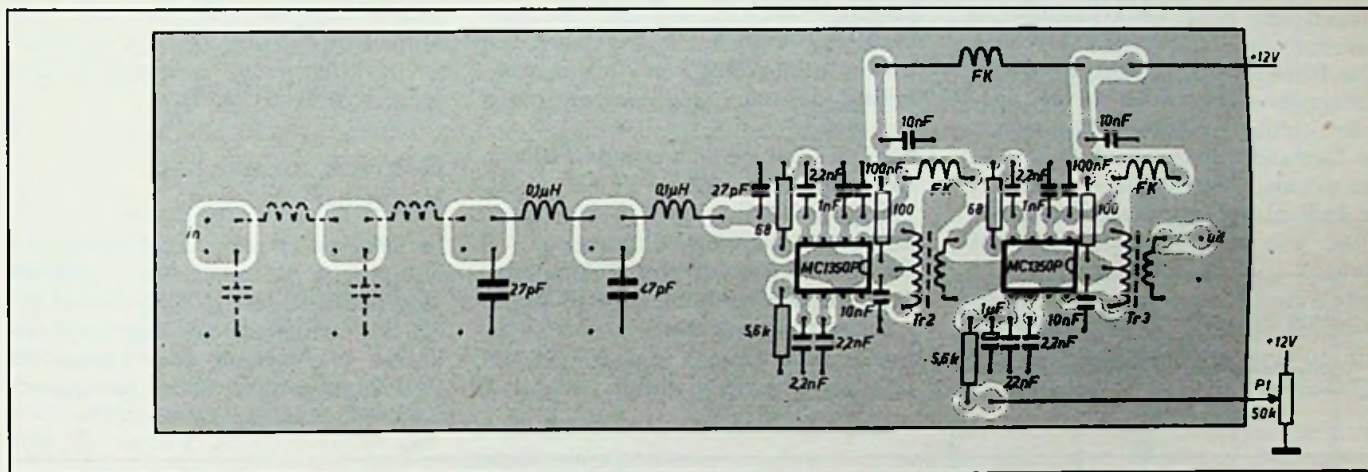 +12V
FK
10nF
10nF
0,1µH
0,1µH
27pF
68
2,2nF
1nF
100nF
100
FK
68
2,2nF
1nF
100nF
100
FK
in
uit
MC1350P
MC1350P
27pF
47pF
10nF
Tr2
1µF
10nF
Tr3
5,6k
2,2nF
2,2nF
5,6k
22nF
2,2nF
+12V
P1
50k